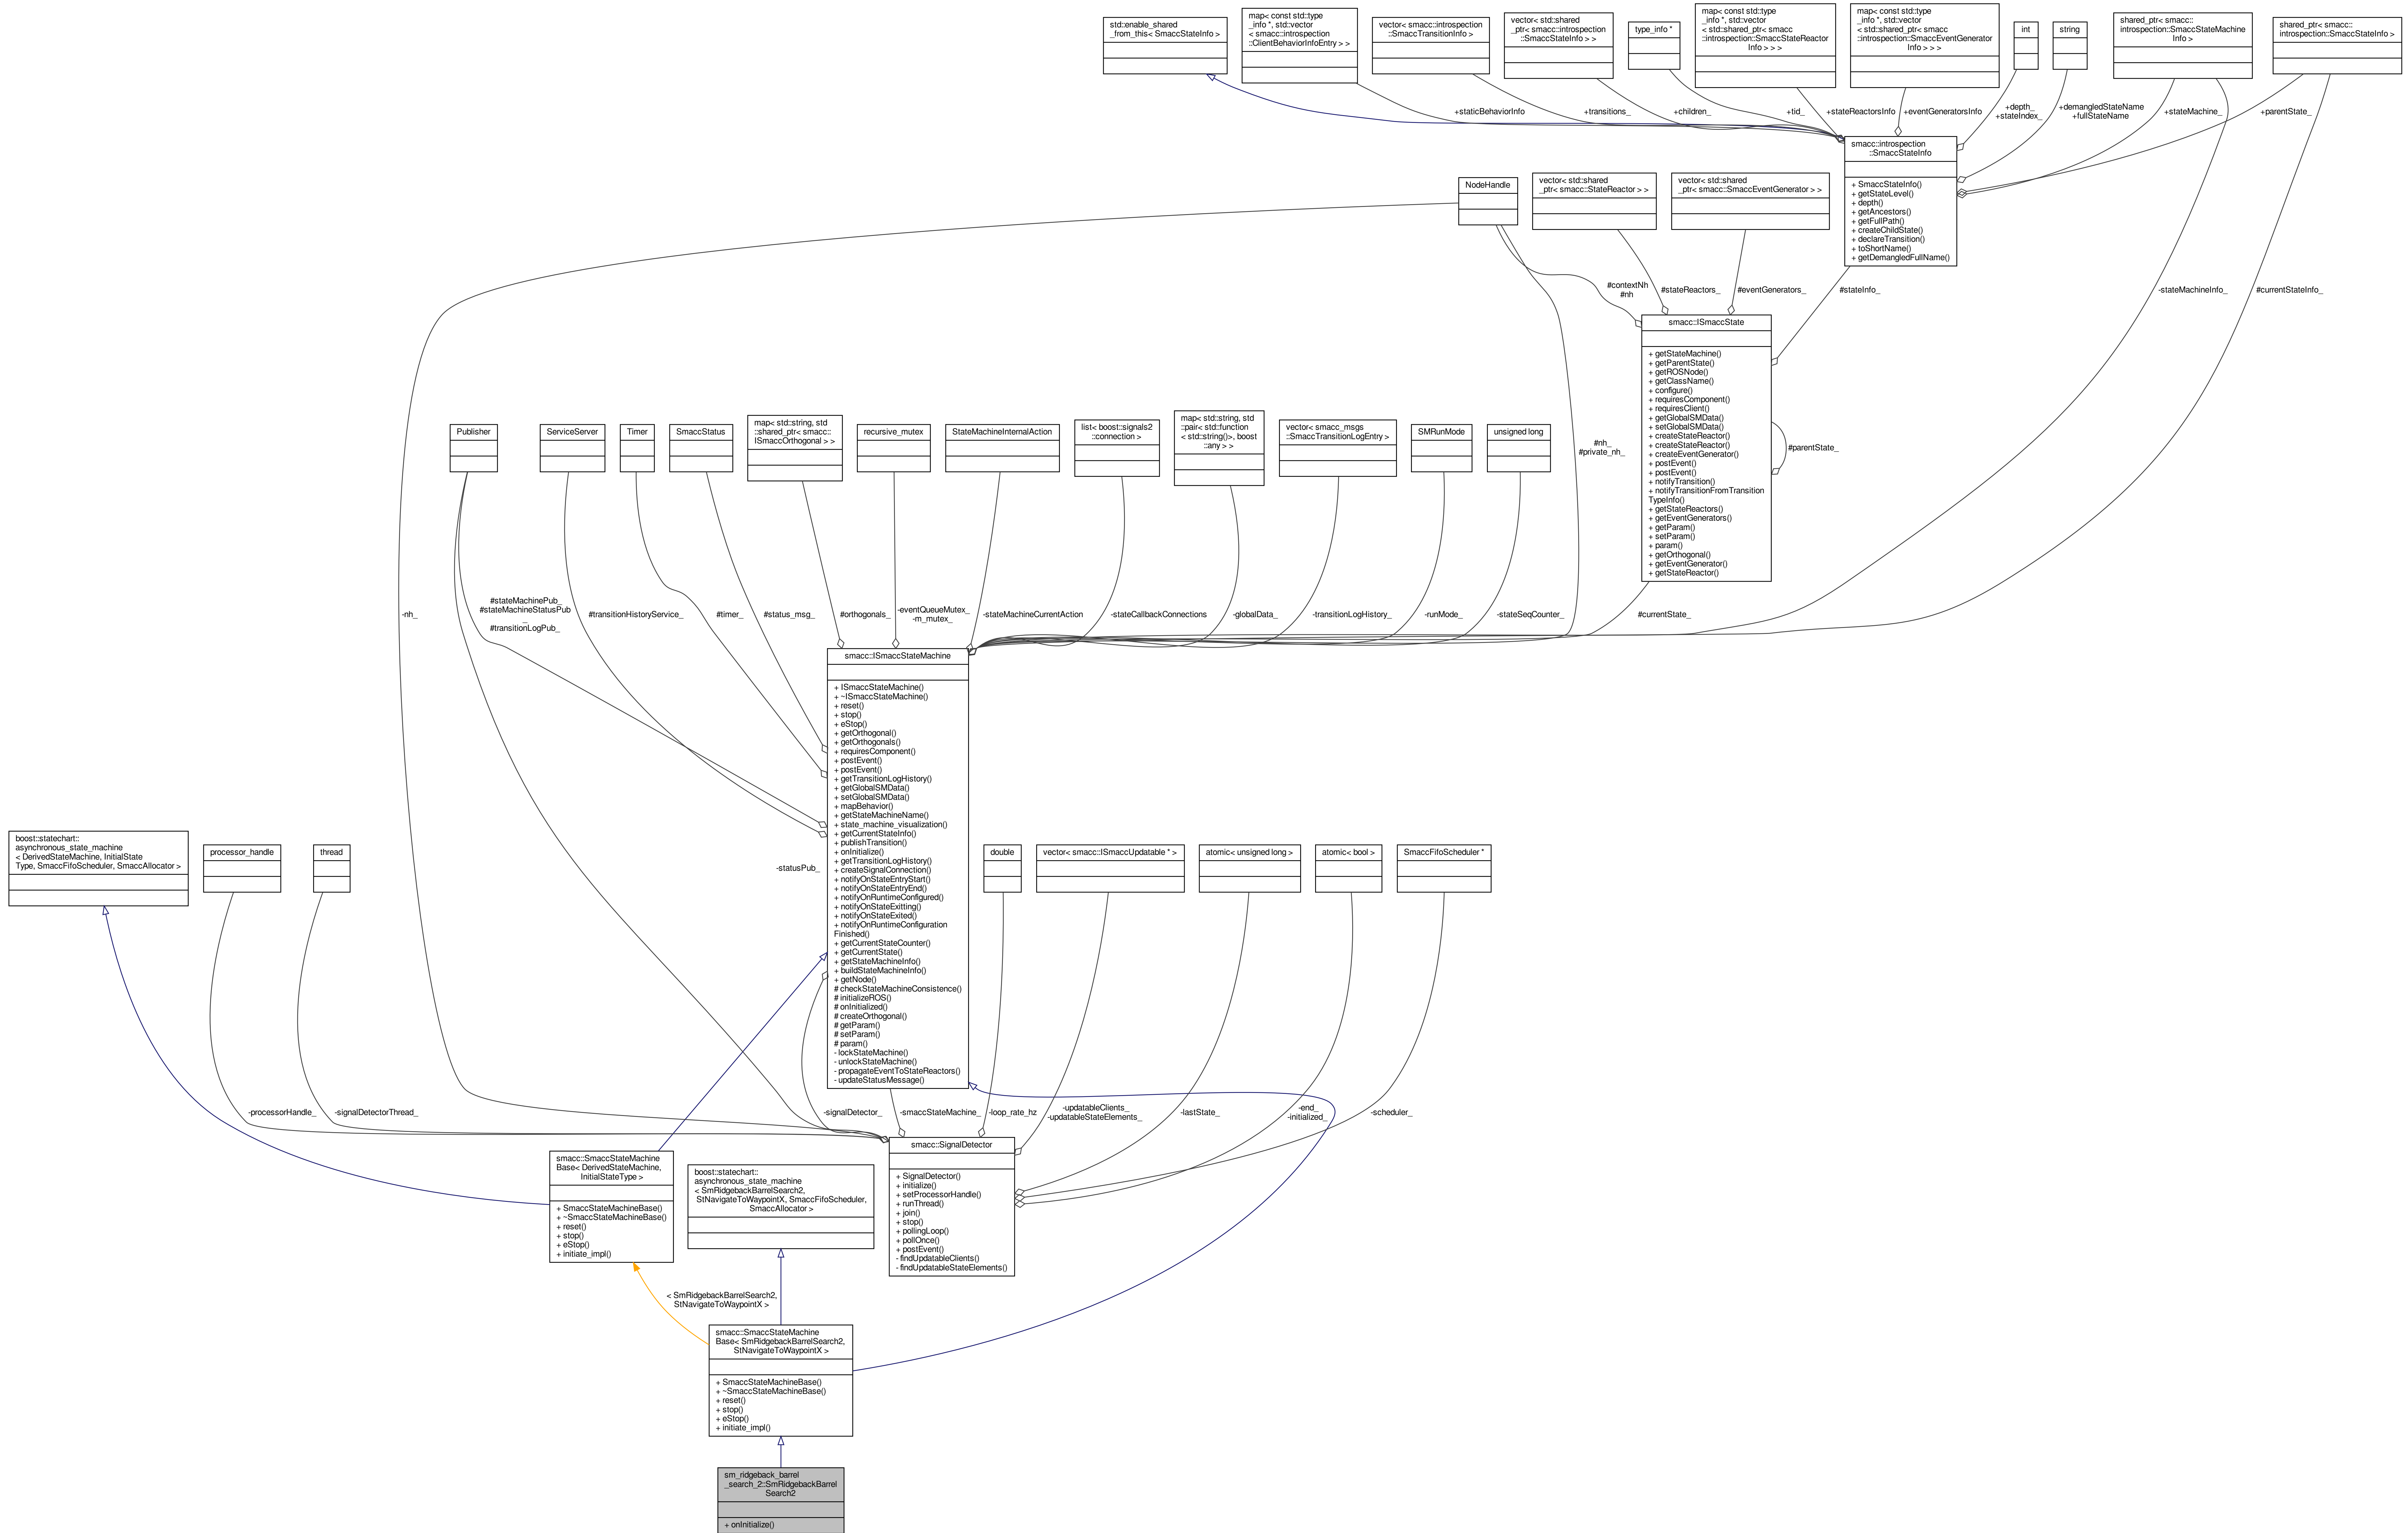 std::enable_shared
_from_this< SmaccStateInfo >
map< const std::type
_info *, std::vector
< smacc::introspection
::ClientBehaviorInfoEntry > >
vector< smacc::introspection
::SmaccTransitionInfo >
vector< std::shared
_ptr< smacc::introspection
::SmaccStateInfo > >
type_info *
map< const std::type
_info *, std::vector
< std::shared_ptr< smacc
::introspection::SmaccStateReactor
Info > > >
map< const std::type
_info *, std::vector
< std::shared_ptr< smacc
::introspection::SmaccEventGenerator
Info > > >
int
string
shared_ptr< smacc::
introspection::SmaccStateMachine
Info >
shared_ptr< smacc::
introspection::SmaccStateInfo >
+staticBehaviorInfo
+transitions_
+children_
+tid_
+stateReactorsInfo
+eventGeneratorsInfo
+depth_
+stateIndex_
+demangledStateName
+fullStateName
+stateMachine_
+parentState_
smacc::introspection
::SmaccStateInfo
+ SmaccStateInfo()
+ getStateLevel()
+ depth()
+ getAncestors()
+ getFullPath()
+ createChildState()
+ declareTransition()
+ toShortName()
+ getDemangledFullName()
NodeHandle
vector< std::shared
_ptr< smacc::StateReactor > >
vector< std::shared
_ptr< smacc::SmaccEventGenerator > >
#contextNh
#nh
#stateReactors_
#eventGenerators_
#stateInfo_
-stateMachineInfo_
#currentStateInfo_
smacc::ISmaccState
+ getStateMachine()
+ getParentState()
+ getROSNode()
+ getClassName()
+ configure()
+ requiresComponent()
+ requiresClient()
+ getGlobalSMData()
+ setGlobalSMData()
+ createStateReactor()
+ createStateReactor()
+ createEventGenerator()
+ postEvent()
+ postEvent()
+ notifyTransition()
+ notifyTransitionFromTransition
TypeInfo()
+ getStateReactors()
+ getEventGenerators()
+ getParam()
+ setParam()
+ param()
+ getOrthogonal()
+ getEventGenerator()
+ getStateReactor()
#parentState_
Publisher
ServiceServer
Timer
SmaccStatus
map< std::string, std
::shared_ptr< smacc::
ISmaccOrthogonal > >
recursive_mutex
StateMachineInternalAction
list< boost::signals2
::connection >
map< std::string, std
::pair< std::function
< std::string()>, boost
::any > >
vector< smacc_msgs
::SmaccTransitionLogEntry >
SMRunMode
unsigned long
#nh_
#private_nh_
-nh_
#stateMachinePub_
#stateMachineStatusPub
_
#transitionLogPub_
#transitionHistoryService_
#timer_
#status_msg_
#orthogonals_
-eventQueueMutex_
-m_mutex_
-stateMachineCurrentAction
-stateCallbackConnections
-globalData_
-transitionLogHistory_
-runMode_
-stateSeqCounter_
#currentState_
smacc::ISmaccStateMachine
+ ISmaccStateMachine()
+ ~ISmaccStateMachine()
+ reset()
+ stop()
+ eStop()
+ getOrthogonal()
+ getOrthogonals()
+ requiresComponent()
+ postEvent()
+ postEvent()
+ getTransitionLogHistory()
+ getGlobalSMData()
+ setGlobalSMData()
+ mapBehavior()
+ getStateMachineName()
+ state_machine_visualization()
+ getCurrentStateInfo()
+ publishTransition()
+ onInitialize()
+ getTransitionLogHistory()
+ createSignalConnection()
+ notifyOnStateEntryStart()
+ notifyOnStateEntryEnd()
+ notifyOnRuntimeConfigured()
+ notifyOnStateExitting()
+ notifyOnStateExited()
+ notifyOnRuntimeConfiguration
Finished()
+ getCurrentStateCounter()
+ getCurrentState()
+ getStateMachineInfo()
+ buildStateMachineInfo()
+ getNode()
# checkStateMachineConsistence()
# initializeROS()
# onInitialized()
# createOrthogonal()
# getParam()
# setParam()
# param()
- lockStateMachine()
- unlockStateMachine()
- propagateEventToStateReactors()
- updateStatusMessage()
boost::statechart::
asynchronous_state_machine
< DerivedStateMachine, InitialState
Type, SmaccFifoScheduler, SmaccAllocator >
processor_handle
thread
-statusPub_
double
vector< smacc::ISmaccUpdatable * >
atomic< unsigned long >
atomic< bool >
SmaccFifoScheduler *
-processorHandle_
-signalDetectorThread_
-signalDetector_
-smaccStateMachine_
-loop_rate_hz
-updatableClients_
-updatableStateElements_
-lastState_
-end_
-initialized_
-scheduler_
smacc::SmaccStateMachine
Base< DerivedStateMachine,
InitialStateType >
+ SmaccStateMachineBase()
+ ~SmaccStateMachineBase()
+ reset()
+ stop()
+ eStop()
+ initiate_impl()
boost::statechart::
asynchronous_state_machine
< SmRidgebackBarrelSearch2,
StNavigateToWaypointX, SmaccFifoScheduler,
SmaccAllocator >
smacc::SignalDetector
+ SignalDetector()
+ initialize()
+ setProcessorHandle()
+ runThread()
+ join()
+ stop()
+ pollingLoop()
+ pollOnce()
+ postEvent()
- findUpdatableClients()
- findUpdatableStateElements()
< SmRidgebackBarrelSearch2,
StNavigateToWaypointX >
smacc::SmaccStateMachine
Base< SmRidgebackBarrelSearch2,
StNavigateToWaypointX >
+ SmaccStateMachineBase()
+ ~SmaccStateMachineBase()
+ reset()
+ stop()
+ eStop()
+ initiate_impl()
sm_ridgeback_barrel
_search_2::SmRidgebackBarrel
Search2
+ onInitialize()